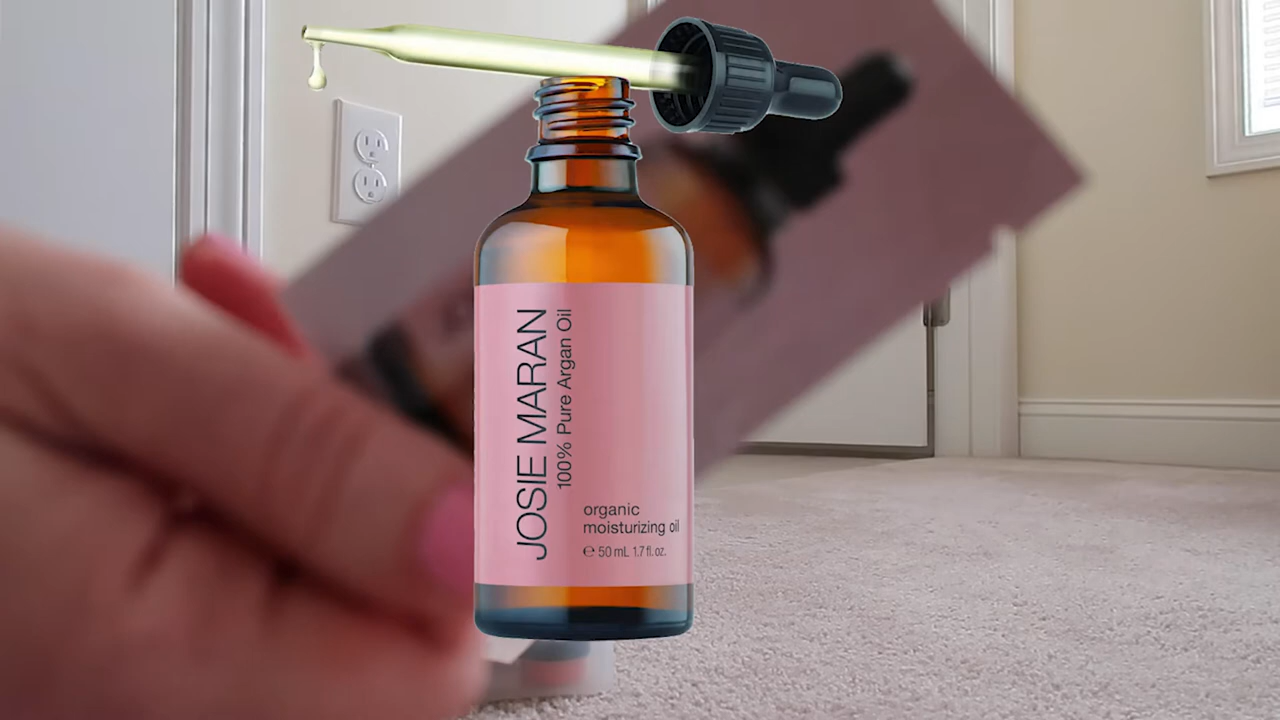 JOSIE MARAN
100% Pure Argan Oil
organic
moisturizing oil
℮ 50 mL 1.7 fl. oz.